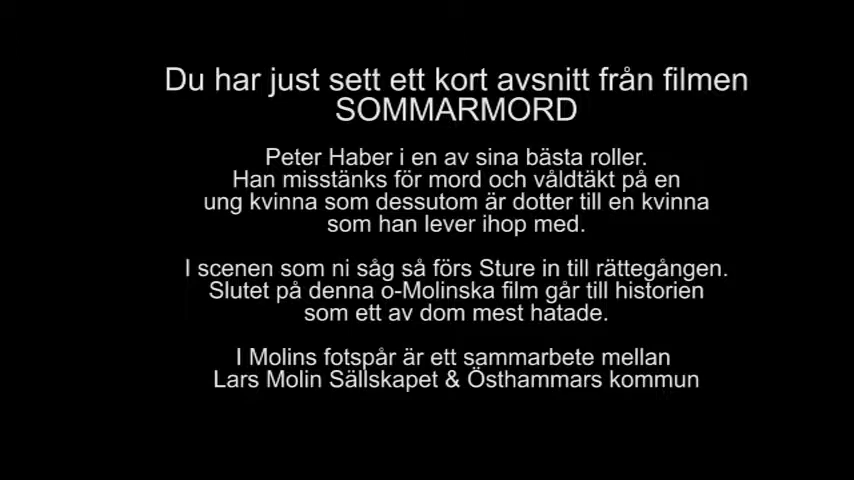 Du har just sett ett kort avsnitt från filmen
SOMMARMORD
Peter Haber i en av sina bästa roller.
Han misstänks för mord och våldtäkt på en
ung kvinna som dessutom är dotter till en kvinna
som han lever ihop med.
I scenen som ni såg så förs Sture in till rättegången.
Slutet på denna o-Molinska film går till historien
som ett av dom mest hatade.
I Molins fotspår är ett sammarbete mellan
Lars Molin Sällskapet & Östhammars kommun